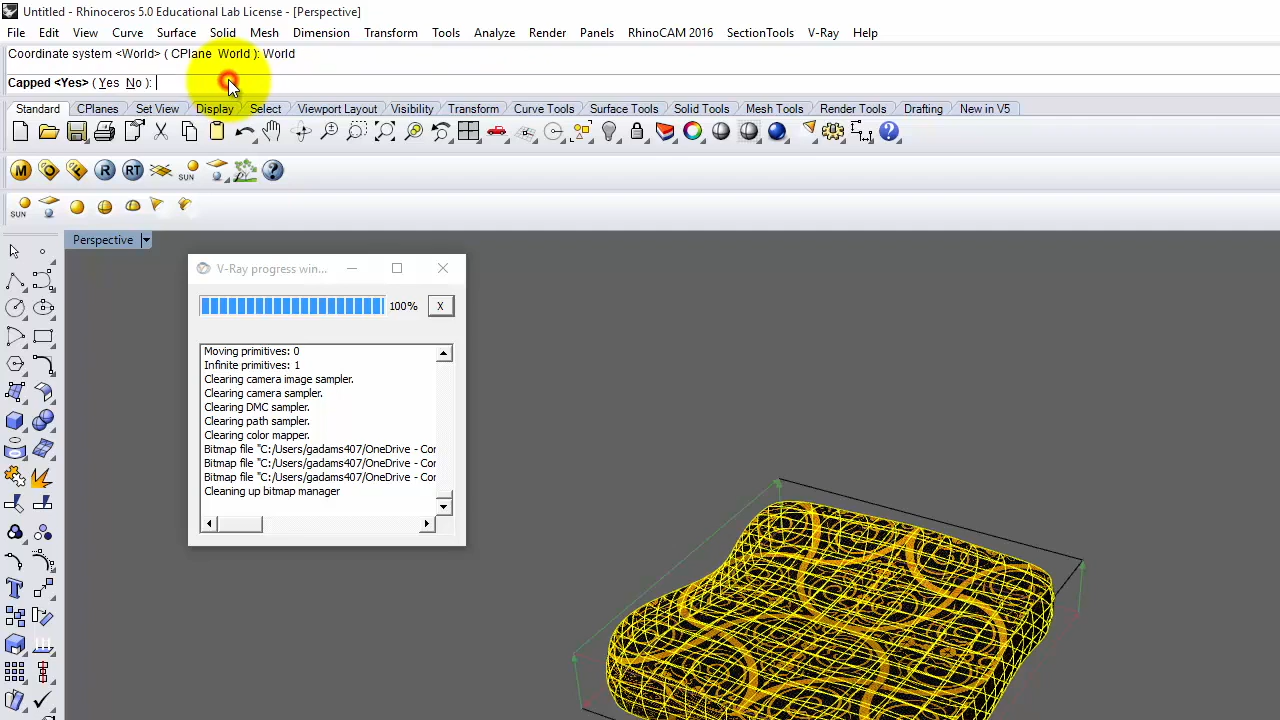 Untitled - Rhinoceros 5.0 Educational Lab License - [Perspective]
File Edit View Curve Surface Solid Mesh Dimension Transform Tools Analyze Render Panels RhinoCAM 2016 SectionTools V-Ray Help
Coordinate system <World> ( CPlane World ): World
Capped <Yes> ( Yes No ):
Standard CPlanes Set View Display Select Viewport Layout Visibility Transform Curve Tools Surface Tools Solid Tools Mesh Tools Render Tools Drafting New in V5
M O F R RT SUN ?
SUN
Perspective
V-Ray progress win...
100% X
Moving primitives: 0
Infinite primitives: 1
Clearing camera image sampler.
Clearing camera sampler.
Clearing DMC sampler.
Clearing path sampler.
Clearing color mapper.
Bitmap file "C:/Users/gadams407/OneDrive - Cor
Bitmap file "C:/Users/gadams407/OneDrive - Cor
Bitmap file "C:/Users/gadams407/OneDrive - Cor
Cleaning up bitmap manager